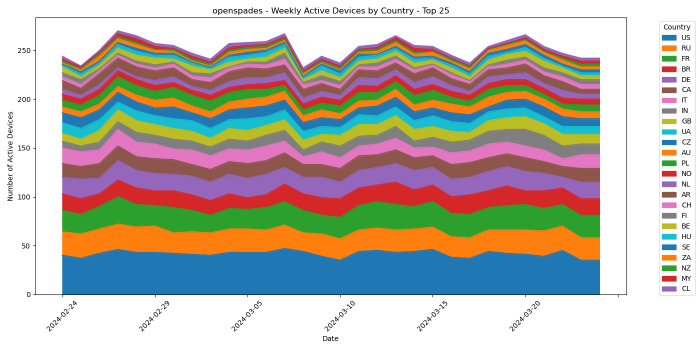 openspades - Weekly Active Devices by Country - Top 25
Number of Active Devices
250
200
150
100
50
0
2024-02-24
2024-02-29
2024-03-05
2024-03-10
2024-03-15
2024-03-20
Date
Country
US
RU
FR
BR
DE
CA
IT
IN
GB
UA
CZ
AU
PL
NO
NL
AR
CH
FI
BE
HU
SE
ZA
NZ
MY
CL